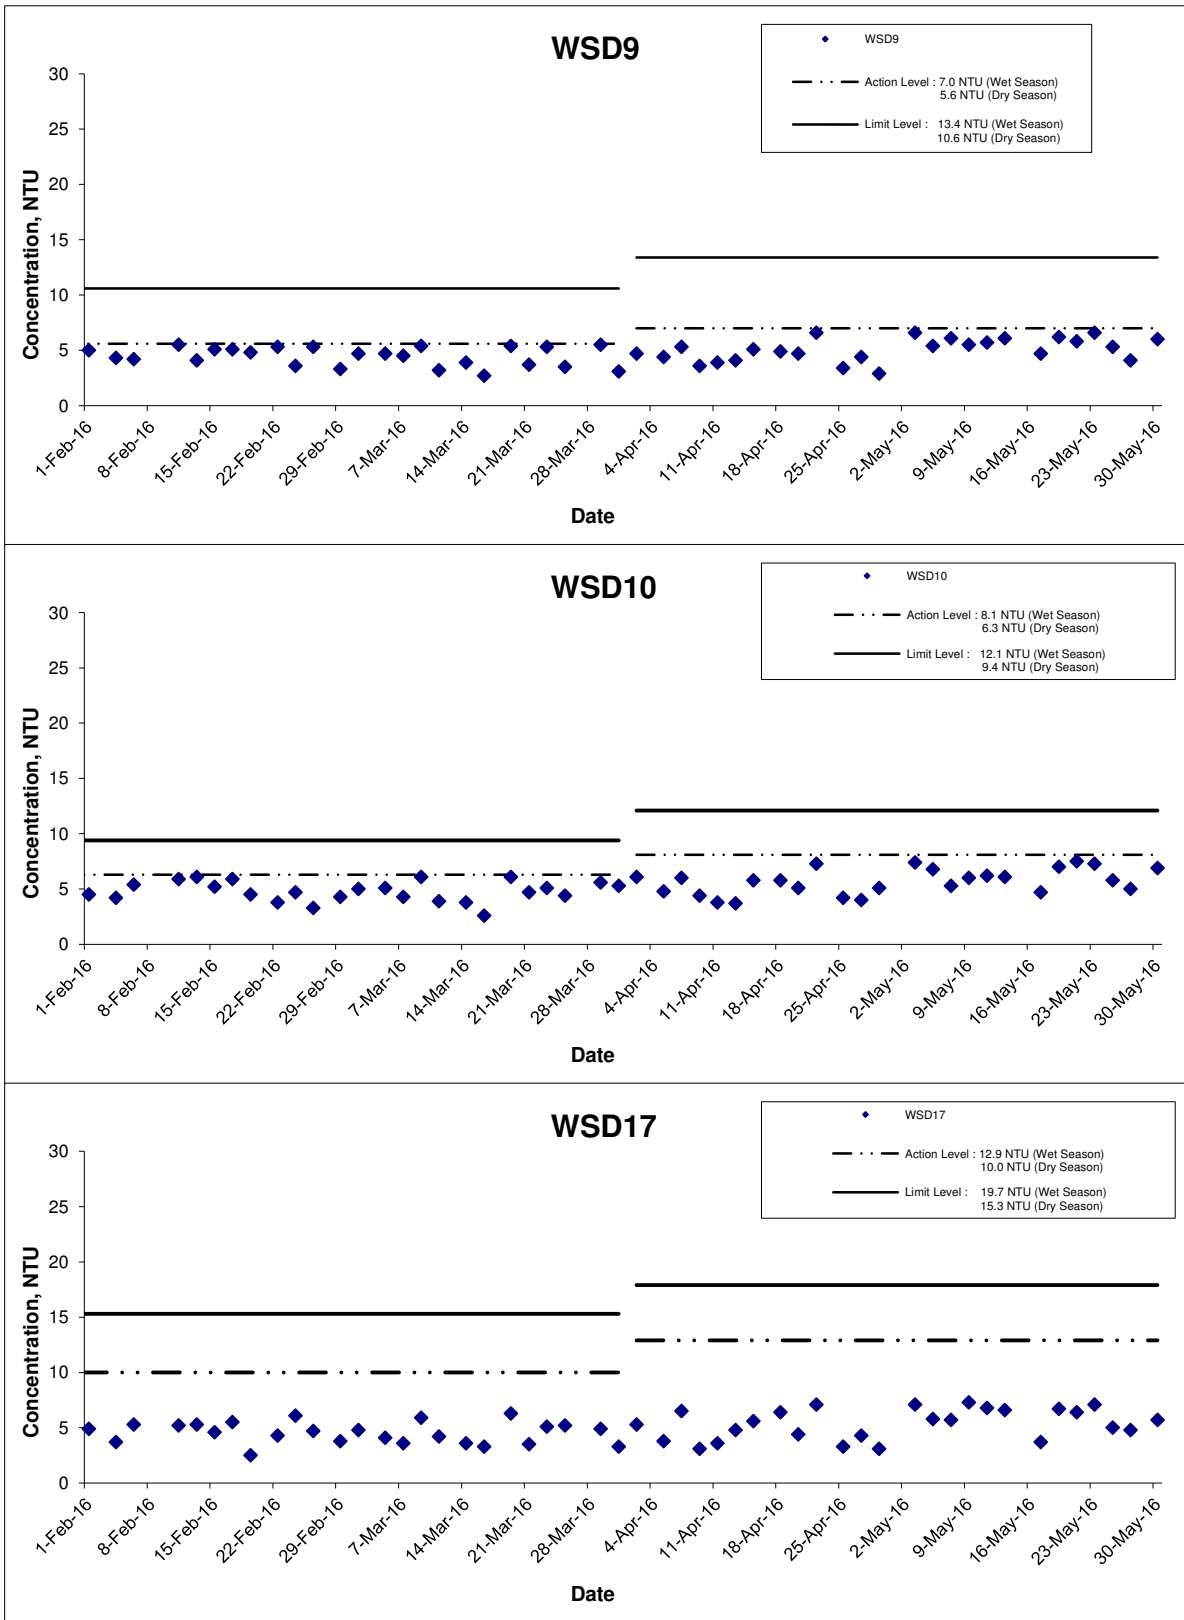 WSD9
WSD9
Action Level : 7.0 NTU (Wet Season)
5.6 NTU (Dry Season)
Limit Level : 13.4 NTU (Wet Season)
10.6 NTU (Dry Season)
Concentration, NTU
30
25
20
15
10
5
0
1-Feb-16
8-Feb-16
15-Feb-16
22-Feb-16
29-Feb-16
7-Mar-16
14-Mar-16
21-Mar-16
28-Mar-16
4-Apr-16
11-Apr-16
18-Apr-16
25-Apr-16
2-May-16
9-May-16
16-May-16
23-May-16
30-May-16
Date
WSD10
WSD10
Action Level : 8.1 NTU (Wet Season)
6.3 NTU (Dry Season)
Limit Level : 12.1 NTU (Wet Season)
9.4 NTU (Dry Season)
Concentration, NTU
30
25
20
15
10
5
0
1-Feb-16
8-Feb-16
15-Feb-16
22-Feb-16
29-Feb-16
7-Mar-16
14-Mar-16
21-Mar-16
28-Mar-16
4-Apr-16
11-Apr-16
18-Apr-16
25-Apr-16
2-May-16
9-May-16
16-May-16
23-May-16
30-May-16
Date
WSD17
WSD17
Action Level : 12.9 NTU (Wet Season)
10.0 NTU (Dry Season)
Limit Level : 19.7 NTU (Wet Season)
15.3 NTU (Dry Season)
Concentration, NTU
30
25
20
15
10
5
0
1-Feb-16
8-Feb-16
15-Feb-16
22-Feb-16
29-Feb-16
7-Mar-16
14-Mar-16
21-Mar-16
28-Mar-16
4-Apr-16
11-Apr-16
18-Apr-16
25-Apr-16
2-May-16
9-May-16
16-May-16
23-May-16
30-May-16
Date